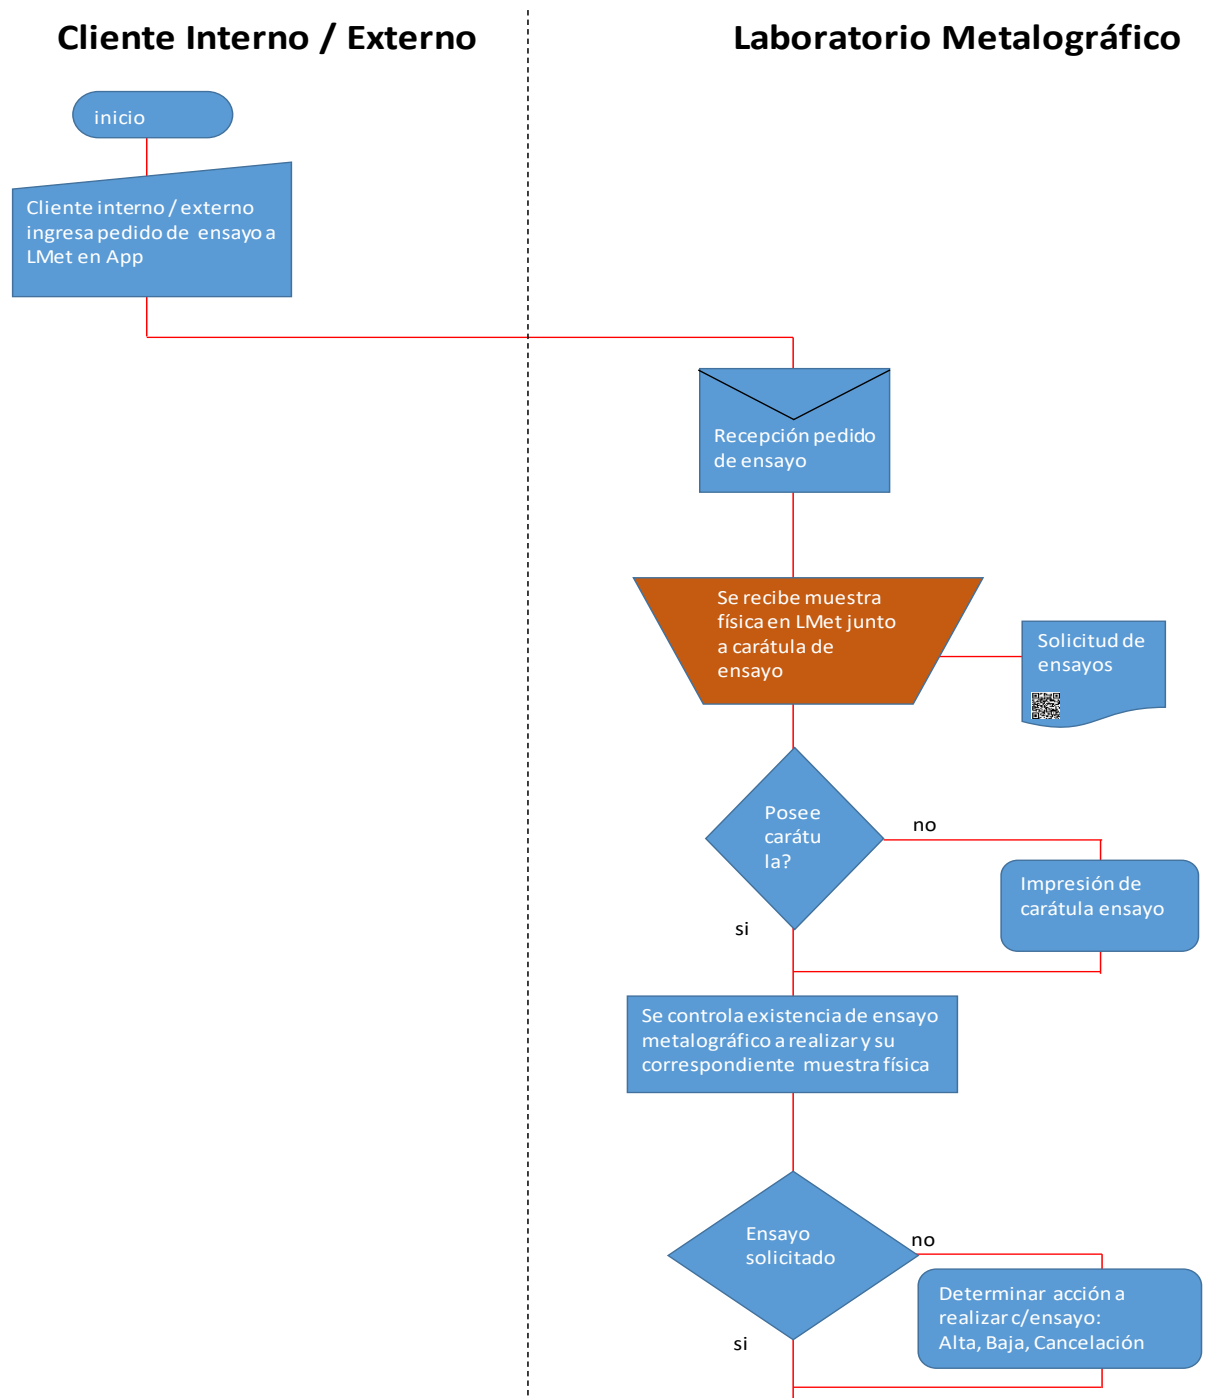 Cliente Interno / Externo
Laboratorio Metalográfico
inicio
Cliente interno / externo
ingresa pedido de ensayo a
LMet en App
Recepción pedido
de ensayo
Se recibe muestra
física en LMet junto
a carátula de
ensayo
Solicitud de
ensayos
Posee
carátu
la?
no
Impresión de
carátula ensayo
si
Se controla existencia de ensayo
metalográfico a realizar y su
correspondiente muestra física
Ensayo
solicitado
no
Determinar acción a
realizar c/ensayo:
Alta, Baja, Cancelación
si